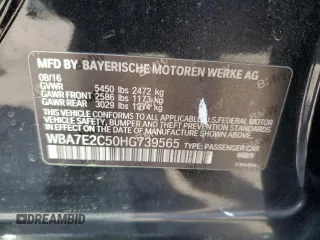 MFD BY BAYERISCHE MOTOREN WERKE AG
08/16
GVWR 5450 lbs 2472 kg
GAWR FRONT 2586 lbs 1173 kg
GAWR REAR 3029 lbs 1374 kg
THIS VEHICLE CONFORMS TO ALL APPLICABLE U.S. FEDERAL MOTOR
VEHICLE SAFETY, BUMPER AND THEFT PREVENTION STANDARDS IN
EFFECT ON THE DATE OF MANUFACTURE SHOWN ABOVE.
WBA7E2C50HG739565 TYPE: PASSENGER CAR
DREAMBID